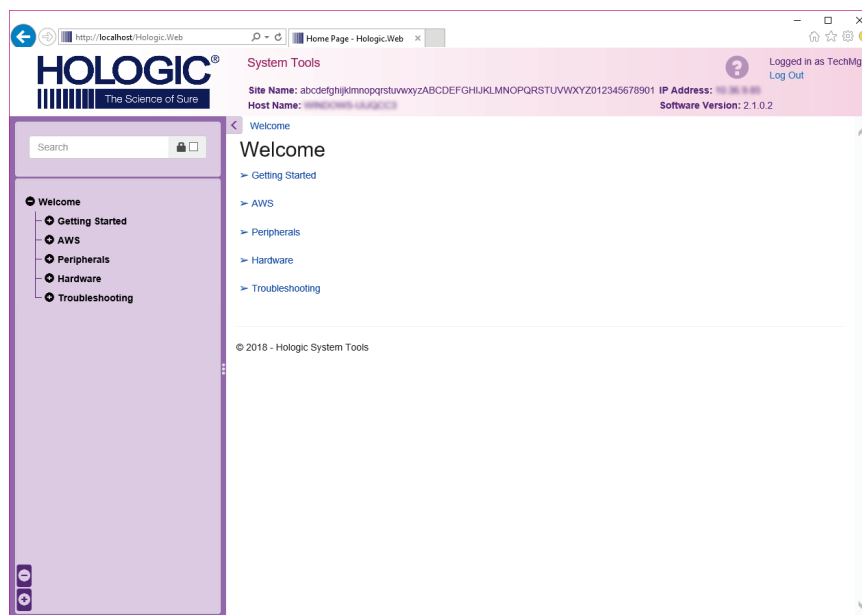 http://localhost/Hologic.Web
Home Page - Hologic.Web
HOLOGIC®
The Science of Sure
System Tools
Site Name: abcdefghijklmnopqrstuvwxyzABCDEFGHIJKLMNOPQRSTUVWXYZ012345678901 IP Address:
Host Name:
Software Version: 2.1.0.2
Logged in as TechMg
Log Out
Search
Welcome
Getting Started
AWS
Peripherals
Hardware
Troubleshooting
Welcome
Welcome
➢ Getting Started
➢ AWS
➢ Peripherals
➢ Hardware
➢ Troubleshooting
© 2018 - Hologic System Tools